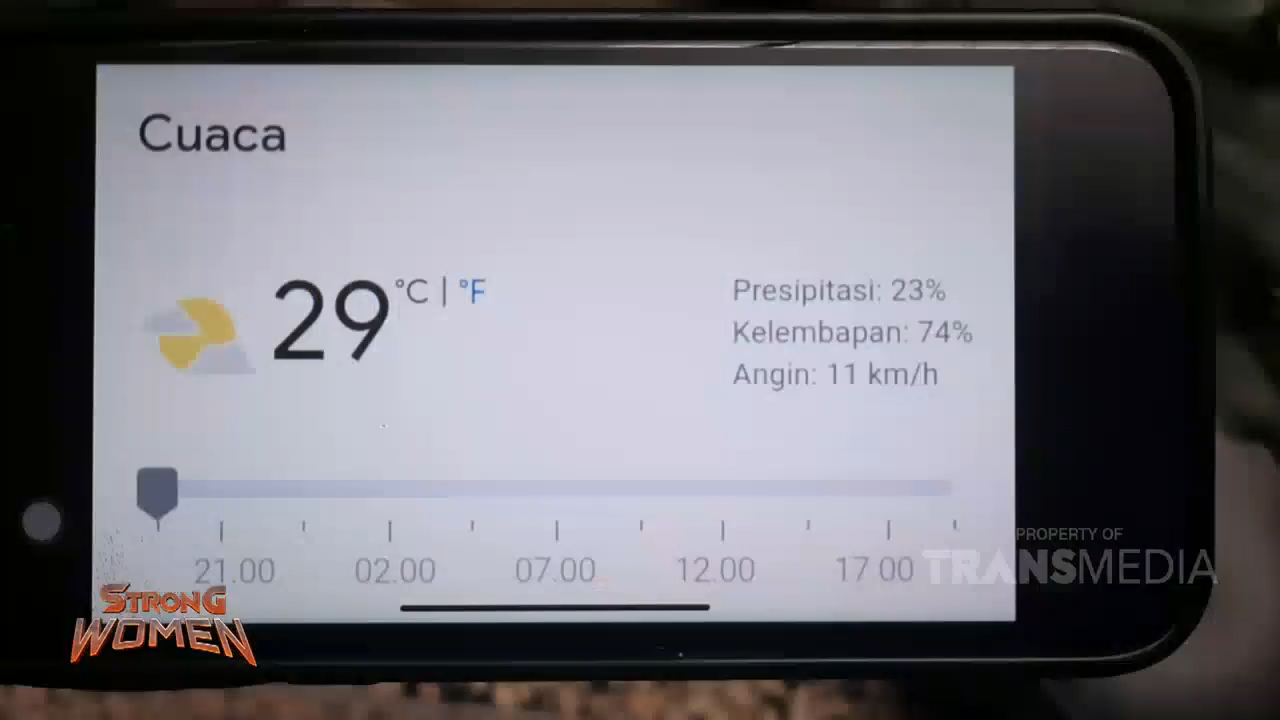 Cuaca
29 °C | °F
Presipitasi: 23%
Kelembapan: 74%
Angin: 11 km/h
21.00 02.00 07.00 12.00 17 00
PROPERTY OF
TRANSMEDIA
STRONG
WOMEN